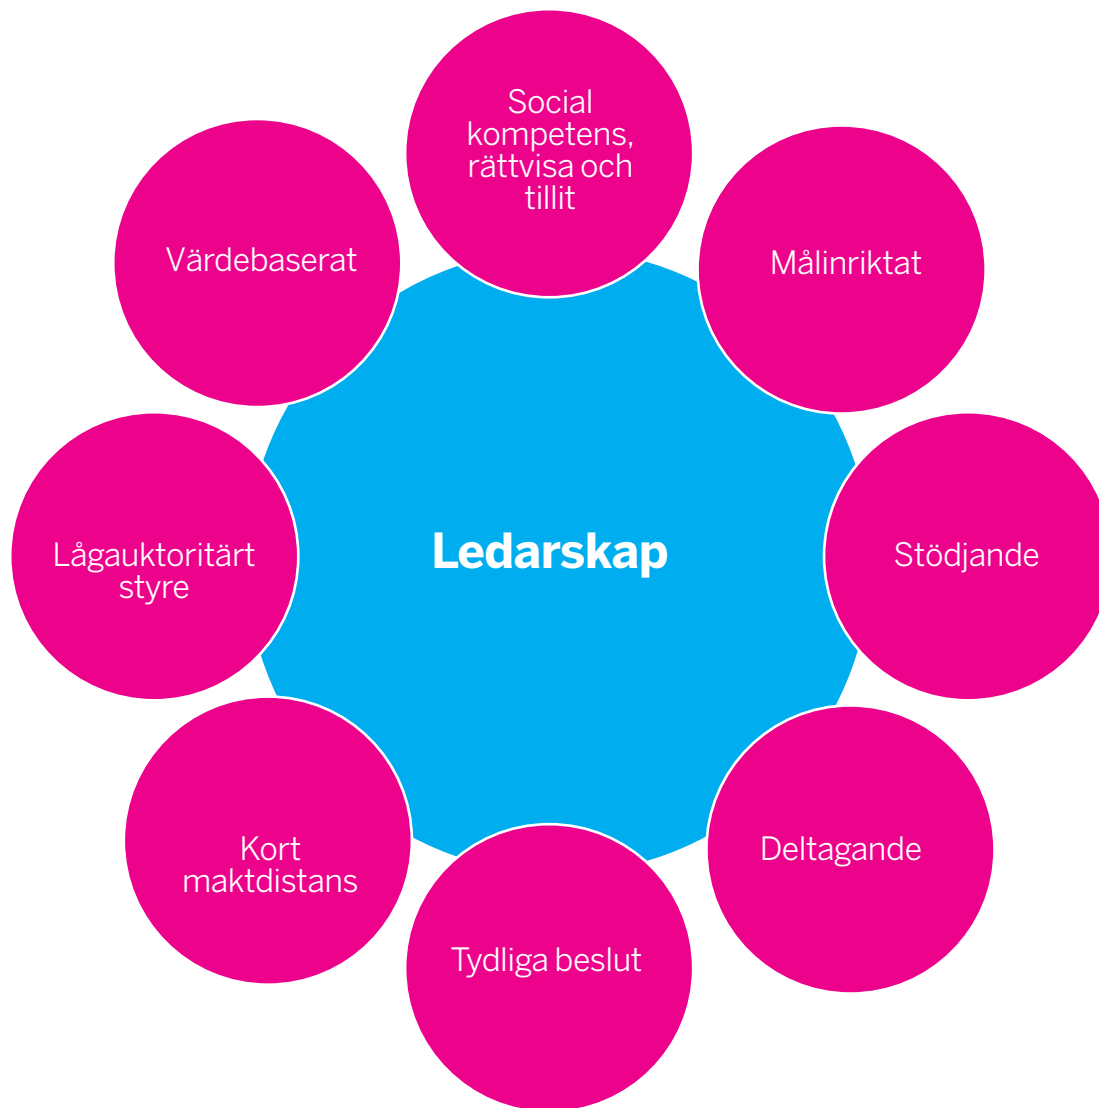 Social
kompetens,
rättvisa och
tillit
Värdebaserat
Målinriktat
Lågauktoritärt
styre
Ledarskap
Stödjande
Kort
maktdistans
Deltagande
Tydliga beslut